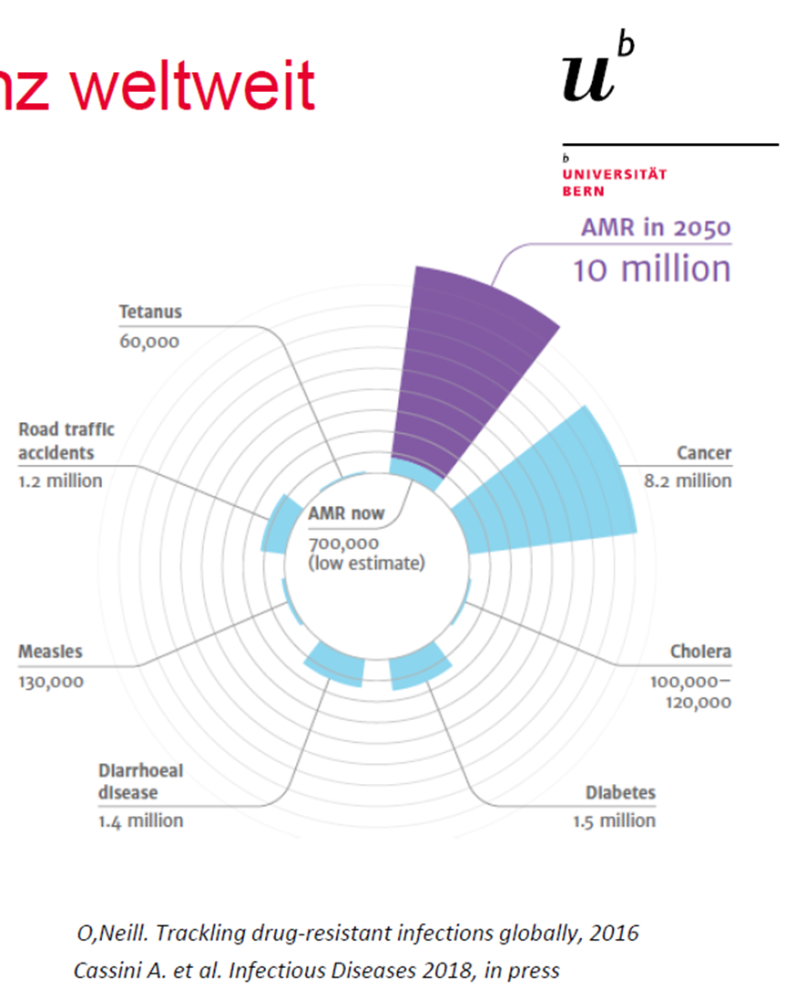 nz weltweit
u
b
b
UNIVERSITÄT
BERN
AMR in 2050
10 million
Tetanus
60,000
Road traffic
accidents
1.2 million
Cancer
8.2 million
AMR now
700,000
(low estimate)
Measles
130,000
Cholera
100,000–
120,000
Diarrhoeal
disease
1.4 million
Diabetes
1.5 million
O,Neill. Trackling drug-resistant infections globally, 2016
Cassini A. et al. Infectious Diseases 2018, in press